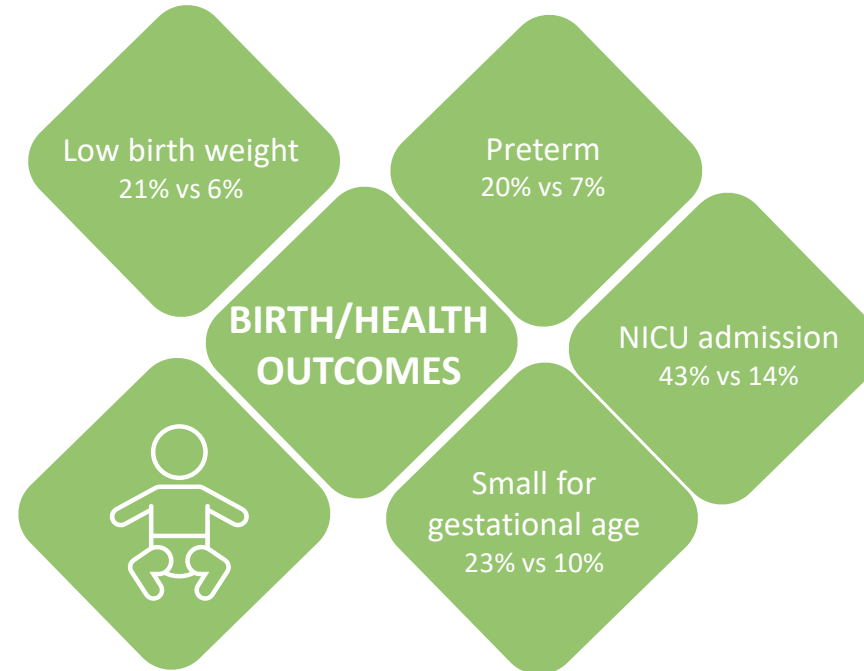 Low birth weight
21% vs 6%
Preterm
20% vs 7%
BIRTH/HEALTH
OUTCOMES
NICU admission
43% vs 14%
Small for
gestational age
23% vs 10%